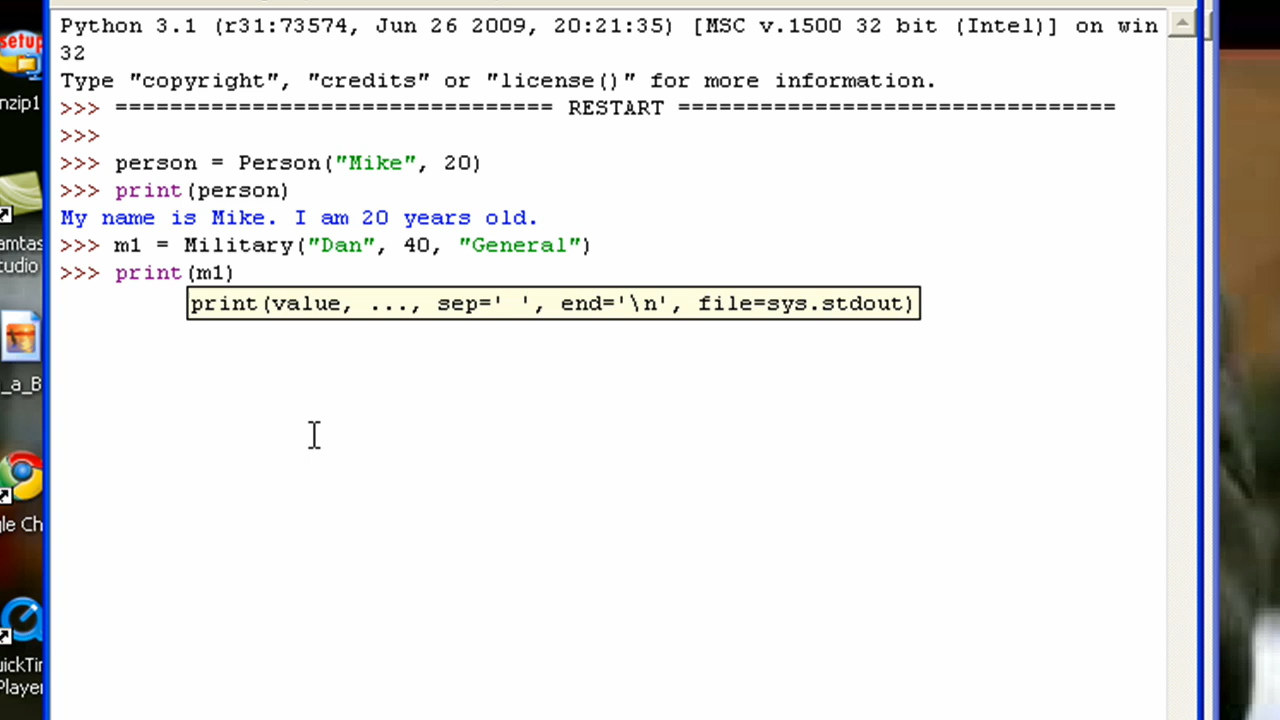 Python 3.1 (r31:73574, Jun 26 2009, 20:21:35) [MSC v.1500 32 bit (Intel)] on win
32
Type "copyright", "credits" or "license()" for more information.
>>> ================================ RESTART ================================
>>>
>>> person = Person("Mike", 20)
>>> print(person)
My name is Mike. I am 20 years old.
>>> m1 = Military("Dan", 40, "General")
>>> print(m1)
print(value, ..., sep=' ', end='\n', file=sys.stdout)
setup
nzip1
amtas
tudio
_a_B
gle Ch
uickTir
Player